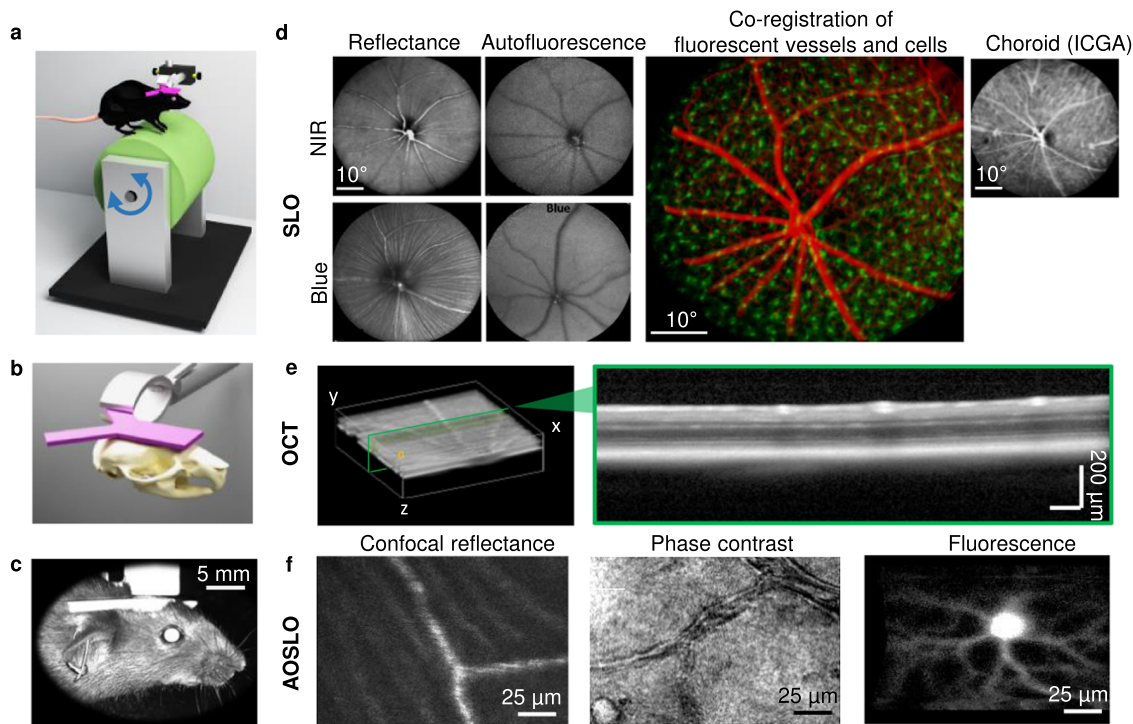 a
b
c
5 mm
d
Reflectance
Autofluorescence
Co-registration of
fluorescent vessels and cells
Choroid (ICGA)
SLO
NIR
10°
Blue
Blue
10°
10°
e
OCT
y
x
z
200 µm
f
AOSLO
Confocal reflectance
Phase contrast
Fluorescence
25 µm
25 µm
25 µm